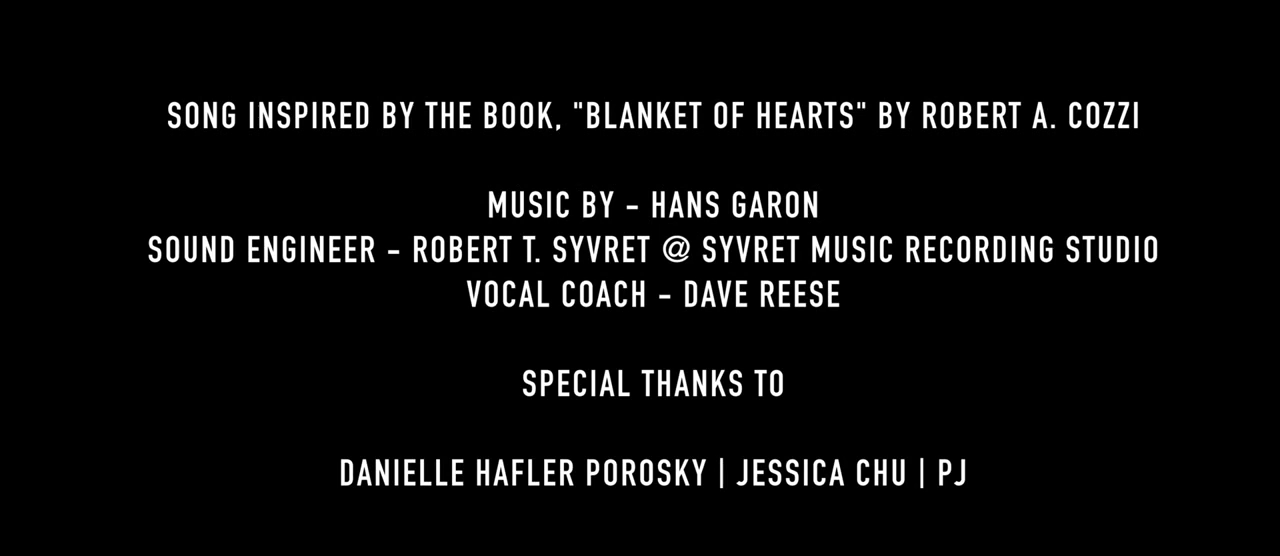 SONG INSPIRED BY THE BOOK, "BLANKET OF HEARTS" BY ROBERT A. COZZI
MUSIC BY - HANS GARON
SOUND ENGINEER - ROBERT T. SYVRET @ SYVRET MUSIC RECORDING STUDIO
VOCAL COACH - DAVE REESE
SPECIAL THANKS TO
DANIELLE HAFLER POROSKY | JESSICA CHU | PJ